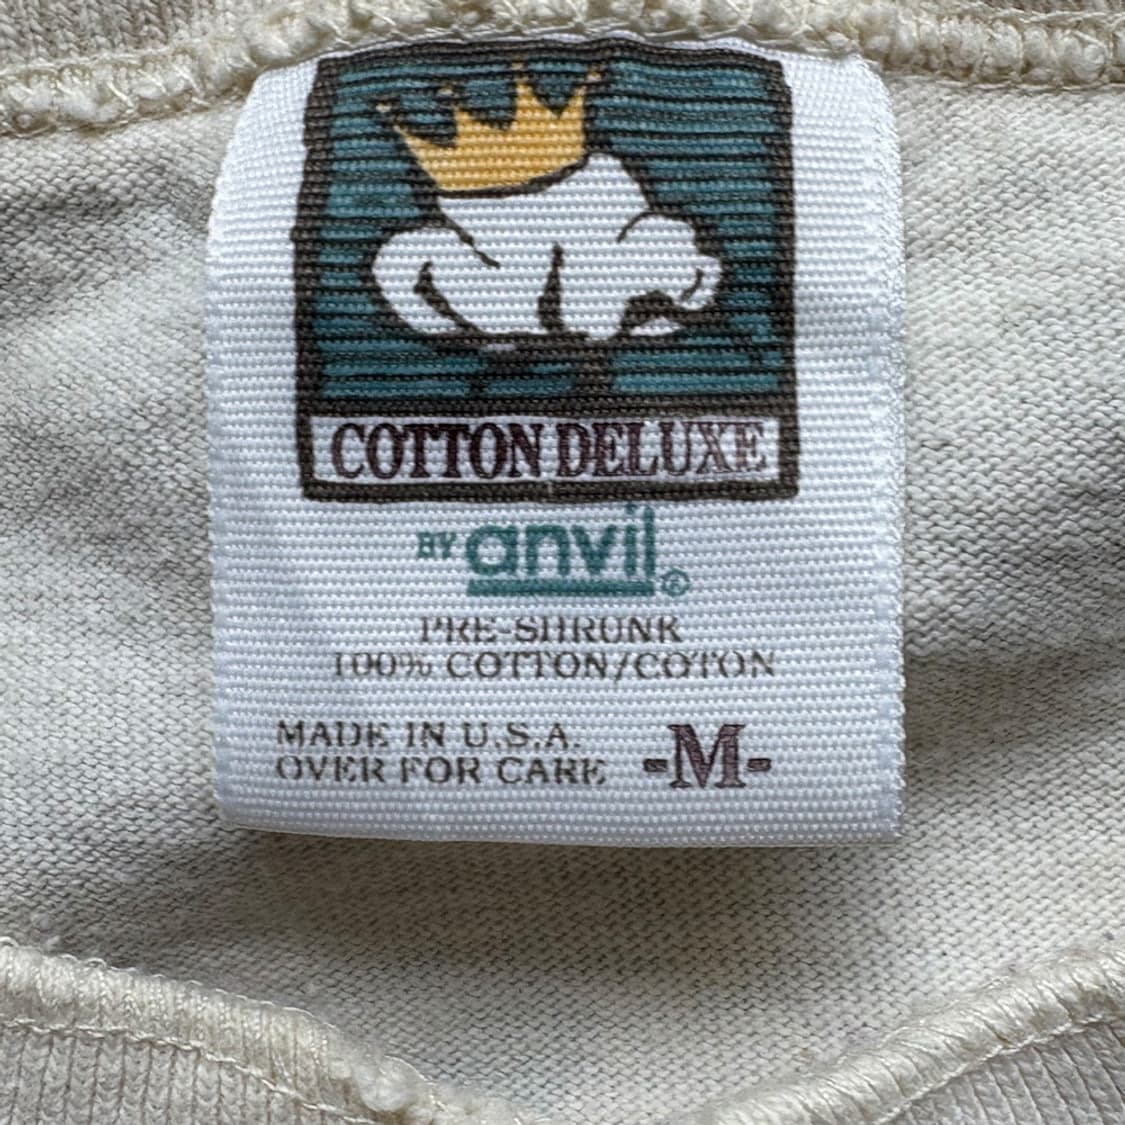 COTTON DELUXE
BY anvil®
PRE-SHRUNK
100% COTTON/COTON
MADE IN U.S.A.
OVER FOR CARE -M-